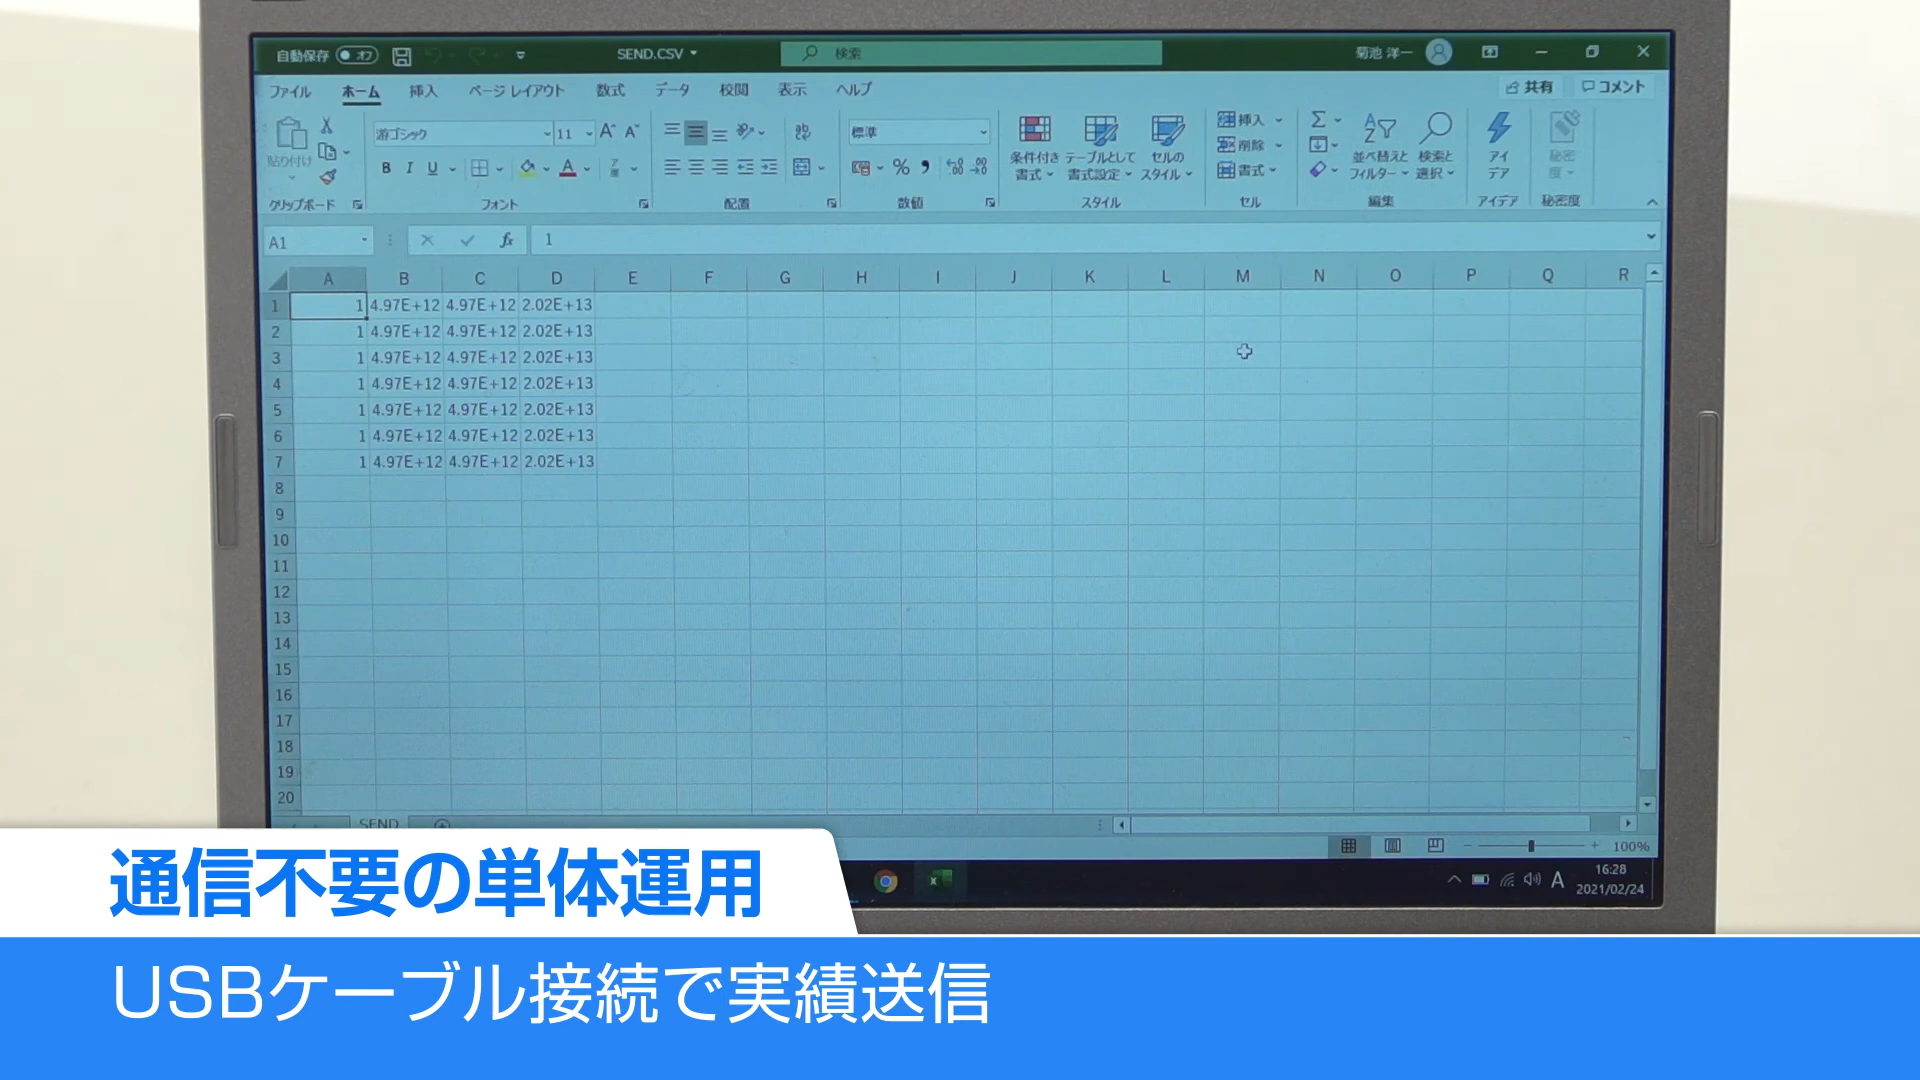 自動保存 オフ SEND.CSV 検索 菊池 洋一
ファイル ホーム 挿入 ページ レイアウト 数式 データ 校閲 表示 ヘルプ 共有 コメント
貼り付け 游ゴシック 11 A A 標準 条件付き テーブルとして セルの 挿入 削除 書式 並べ替えと 検索と アイ 秘密
B I U A % 書式 書式設定 スタイル フィルター 選択 デア 度
クリップボード フォント 配置 数値 スタイル セル 編集 アイデア 秘密度
A1 fx 1
A B C D E F G H I J K L M N O P Q R
1 1 4.97E+12 4.97E+12 2.02E+13
2 1 4.97E+12 4.97E+12 2.02E+13
3 1 4.97E+12 4.97E+12 2.02E+13
4 1 4.97E+12 4.97E+12 2.02E+13
5 1 4.97E+12 4.97E+12 2.02E+13
6 1 4.97E+12 4.97E+12 2.02E+13
7 1 4.97E+12 4.97E+12 2.02E+13
8
9
10
11
12
13
14
15
16
17
18
19
20
SEND
100%
A 16:28
2021/02/24
通信不要の単体運用
USBケーブル接続で実績送信